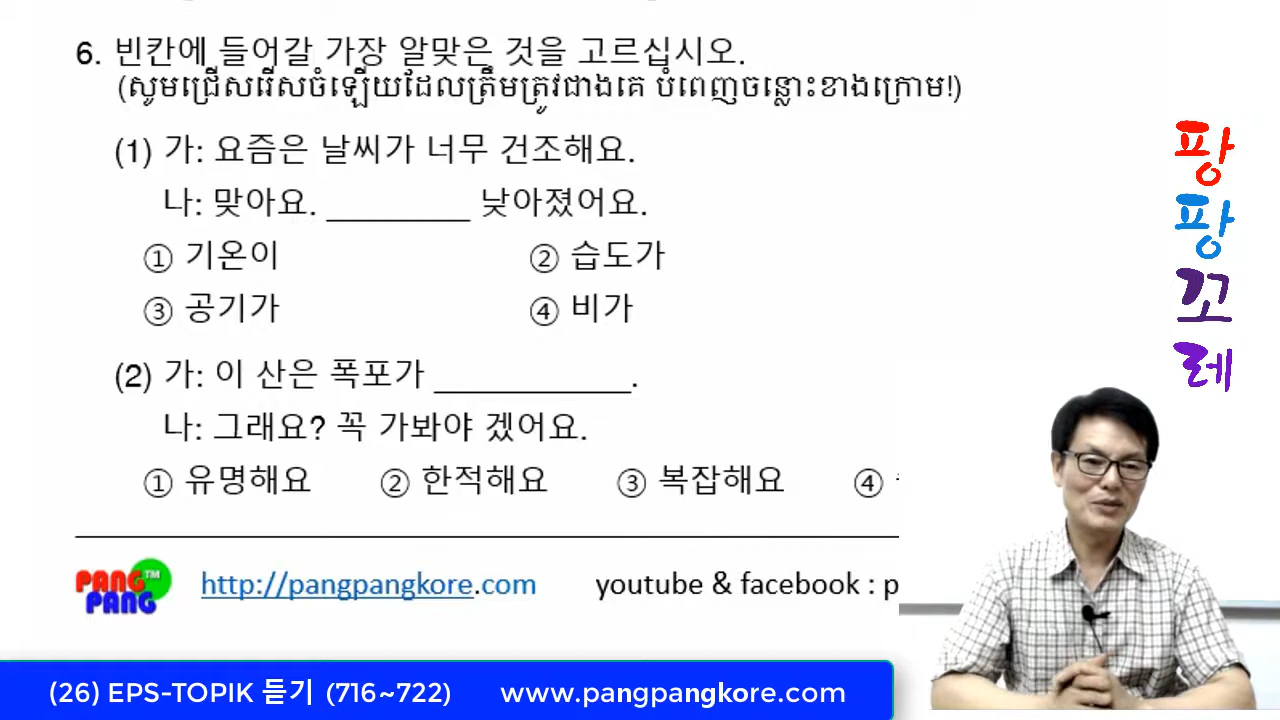 6. 빈칸에 들어갈 가장 알맞은 것을 고르십시오.
(សូមជ្រើសរើសចំឡើយដែលត្រឹមត្រូវជាងគេ បំពេញចន្លោះខាងក្រោម!)
(1) 가: 요즘은 날씨가 너무 건조해요.
나: 맞아요. _________ 낮아졌어요.
① 기온이 ② 습도가
③ 공기가 ④ 비가
(2) 가: 이 산은 폭포가 ____________.
나: 그래요? 꼭 가봐야 겠어요.
① 유명해요 ② 한적해요 ③ 복잡해요 ④
PANG™
PANG
http://pangpangkore.com youtube & facebook : p
(26) EPS-TOPIK 듣기 (716~722) www.pangpangkore.com
팡
팡
꼬
레